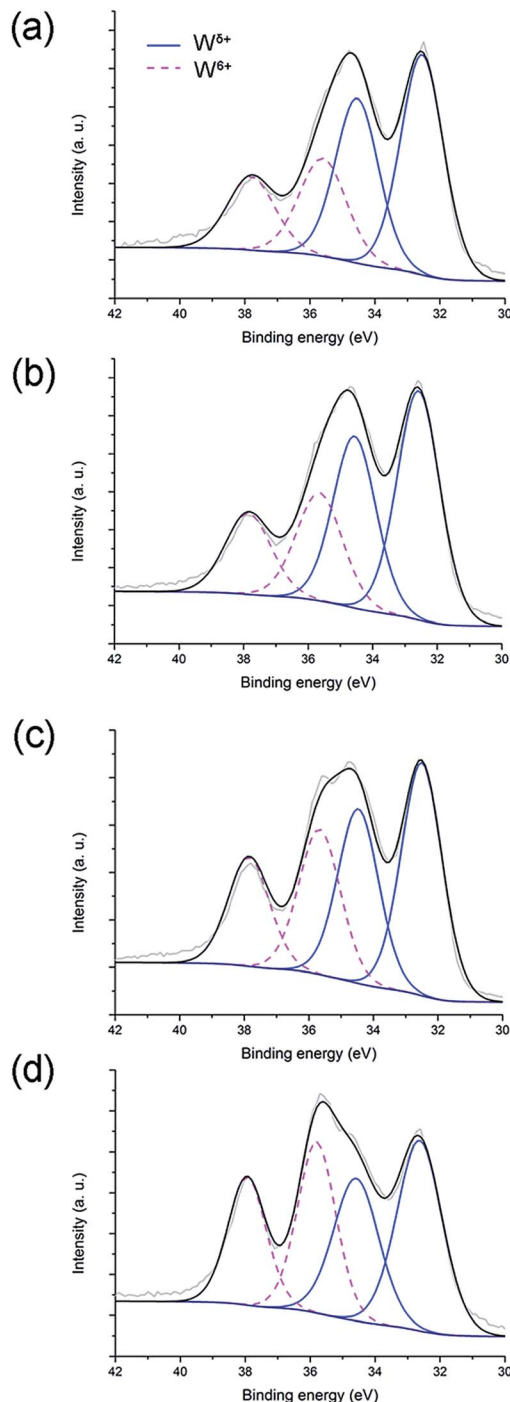 (a)
W^δ+
W^6+
Intensity (a. u.)
42 40 38 36 34 32 30
Binding energy (eV)
(b)
Intensity (a. u.)
42 40 38 36 34 32 30
Binding energy (eV)
(c)
Intensity (a. u.)
42 40 38 36 34 32 30
Binding energy (eV)
(d)
Intensity (a. u.)
42 40 38 36 34 32 30
Binding energy (eV)